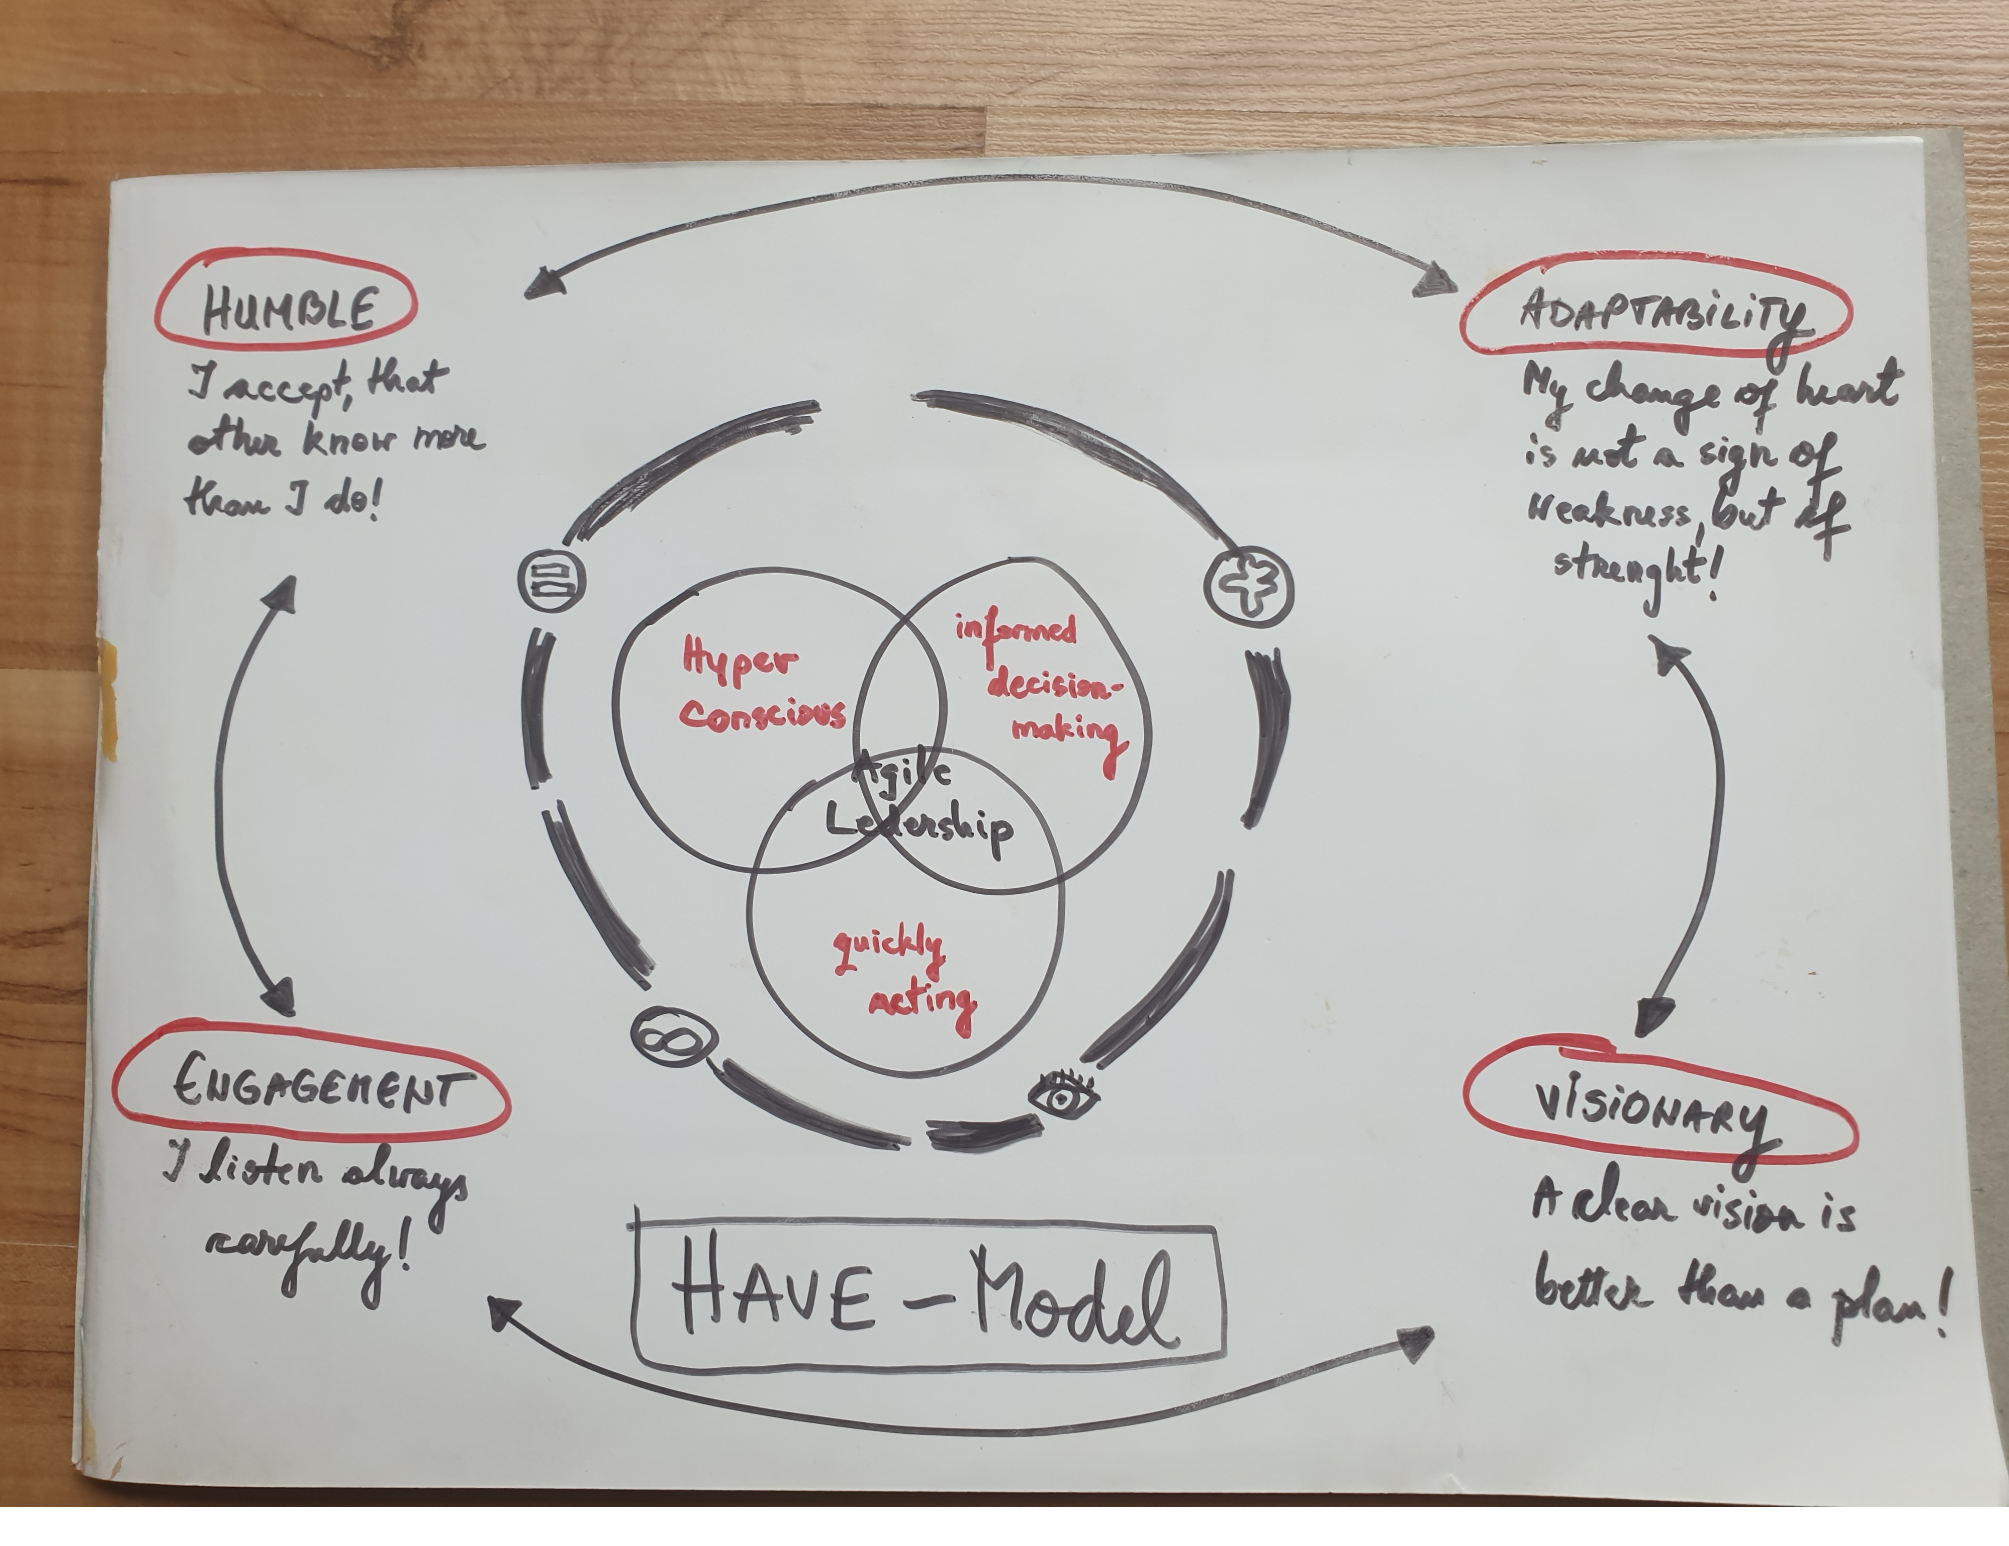 HUMBLE
I accept, that
other know more
than I do!
ADAPTABILITY
My change of heart
is not a sign of
weakness, but of
strenght!
Hyper
conscious
informed
decision-
making
Agile
Ledership
quickly
acting
ENGAGEMENT
I listen always
carefully!
VISIONARY
A clear vision is
better than a plan!
HAVE - Model